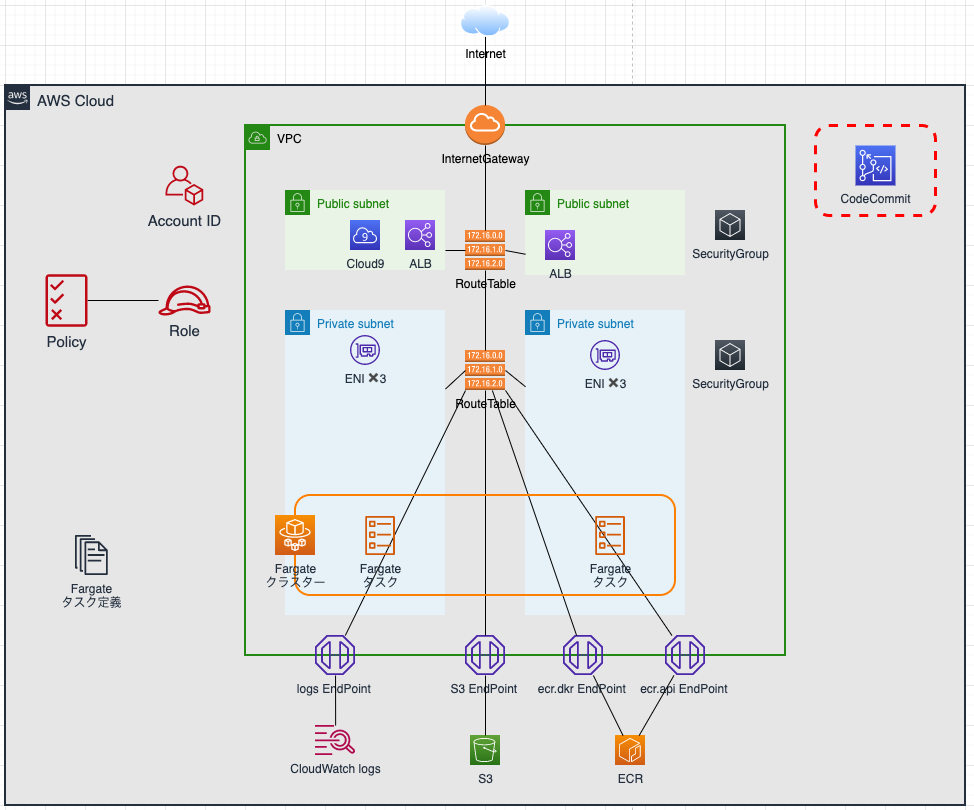 Internet
aws
AWS Cloud
VPC
InternetGateway
CodeCommit
Account ID
Public subnet
Public subnet
9
Cloud9
ALB
172.16.0.0
172.16.1.0
172.16.2.0
RouteTable
ALB
SecurityGroup
Policy
Role
Private subnet
Private subnet
ENI ✖3
172.16.0.0
172.16.1.0
172.16.2.0
RouteTable
ENI ✖3
SecurityGroup
Fargate
クラスター
Fargate
タスク
Fargate
タスク
Fargate
タスク定義
logs EndPoint
S3 EndPoint
ecr.dkr EndPoint
ecr.api EndPoint
CloudWatch logs
S3
ECR